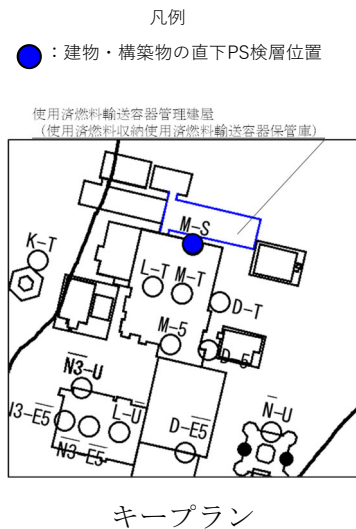 凡例
：建物・構築物の直下PS検層位置
使用済燃料輸送容器管理建屋
（使用済燃料収納使用済燃料輸送容器保管庫）
M-S
K-T
L-T
M-T
D-T
M-5
D-5
N3-U
N-U
N3-E5
L-U
D-E5
N3-E5
キープラン